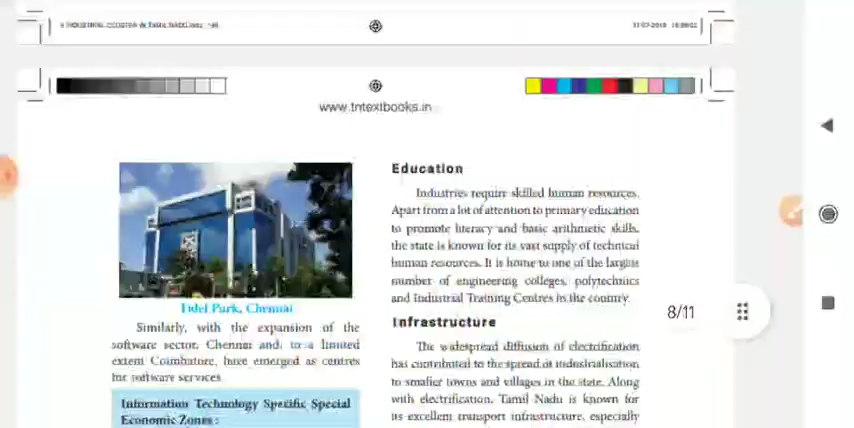 www.tntextbooks.in
Tidel Park, Chennai
Similarly, with the expansion of the
software sector, Chennai and, to a limited
extent Coimbatore, have emerged as centres
for software services.
Information Technology Specific Special
Economic Zones :
Education
Industries require skilled human resources.
Apart from a lot of attention to primary education
to promote literacy and basic arithmetic skills,
the state is known for its vast supply of technical
human resources. It is home to one of the largest
number of engineering colleges, polytechnics
and Industrial Training Centres in the country.
Infrastructure
The widespread diffusion of electrification
has contributed to the spread of industrialisation
to smaller towns and villages in the state. Along
with electrification, Tamil Nadu is known for
its excellent transport infrastructure, especially
8/11